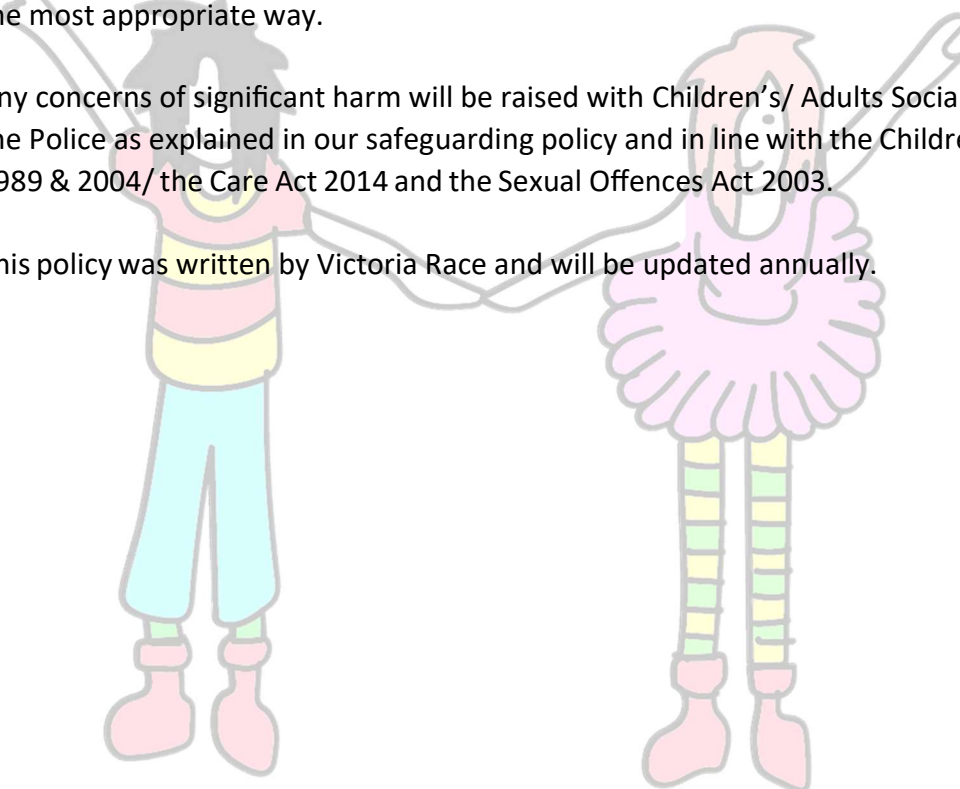 he most appropriate way.
ny concerns of significant harm will be raised with Children's/ Adults Social
he Police as explained in our safeguarding policy and in line with the Childre
989 & 2004/ the Care Act 2014 and the Sexual Offences Act 2003.
his policy was written by Victoria Race and will be updated annually.